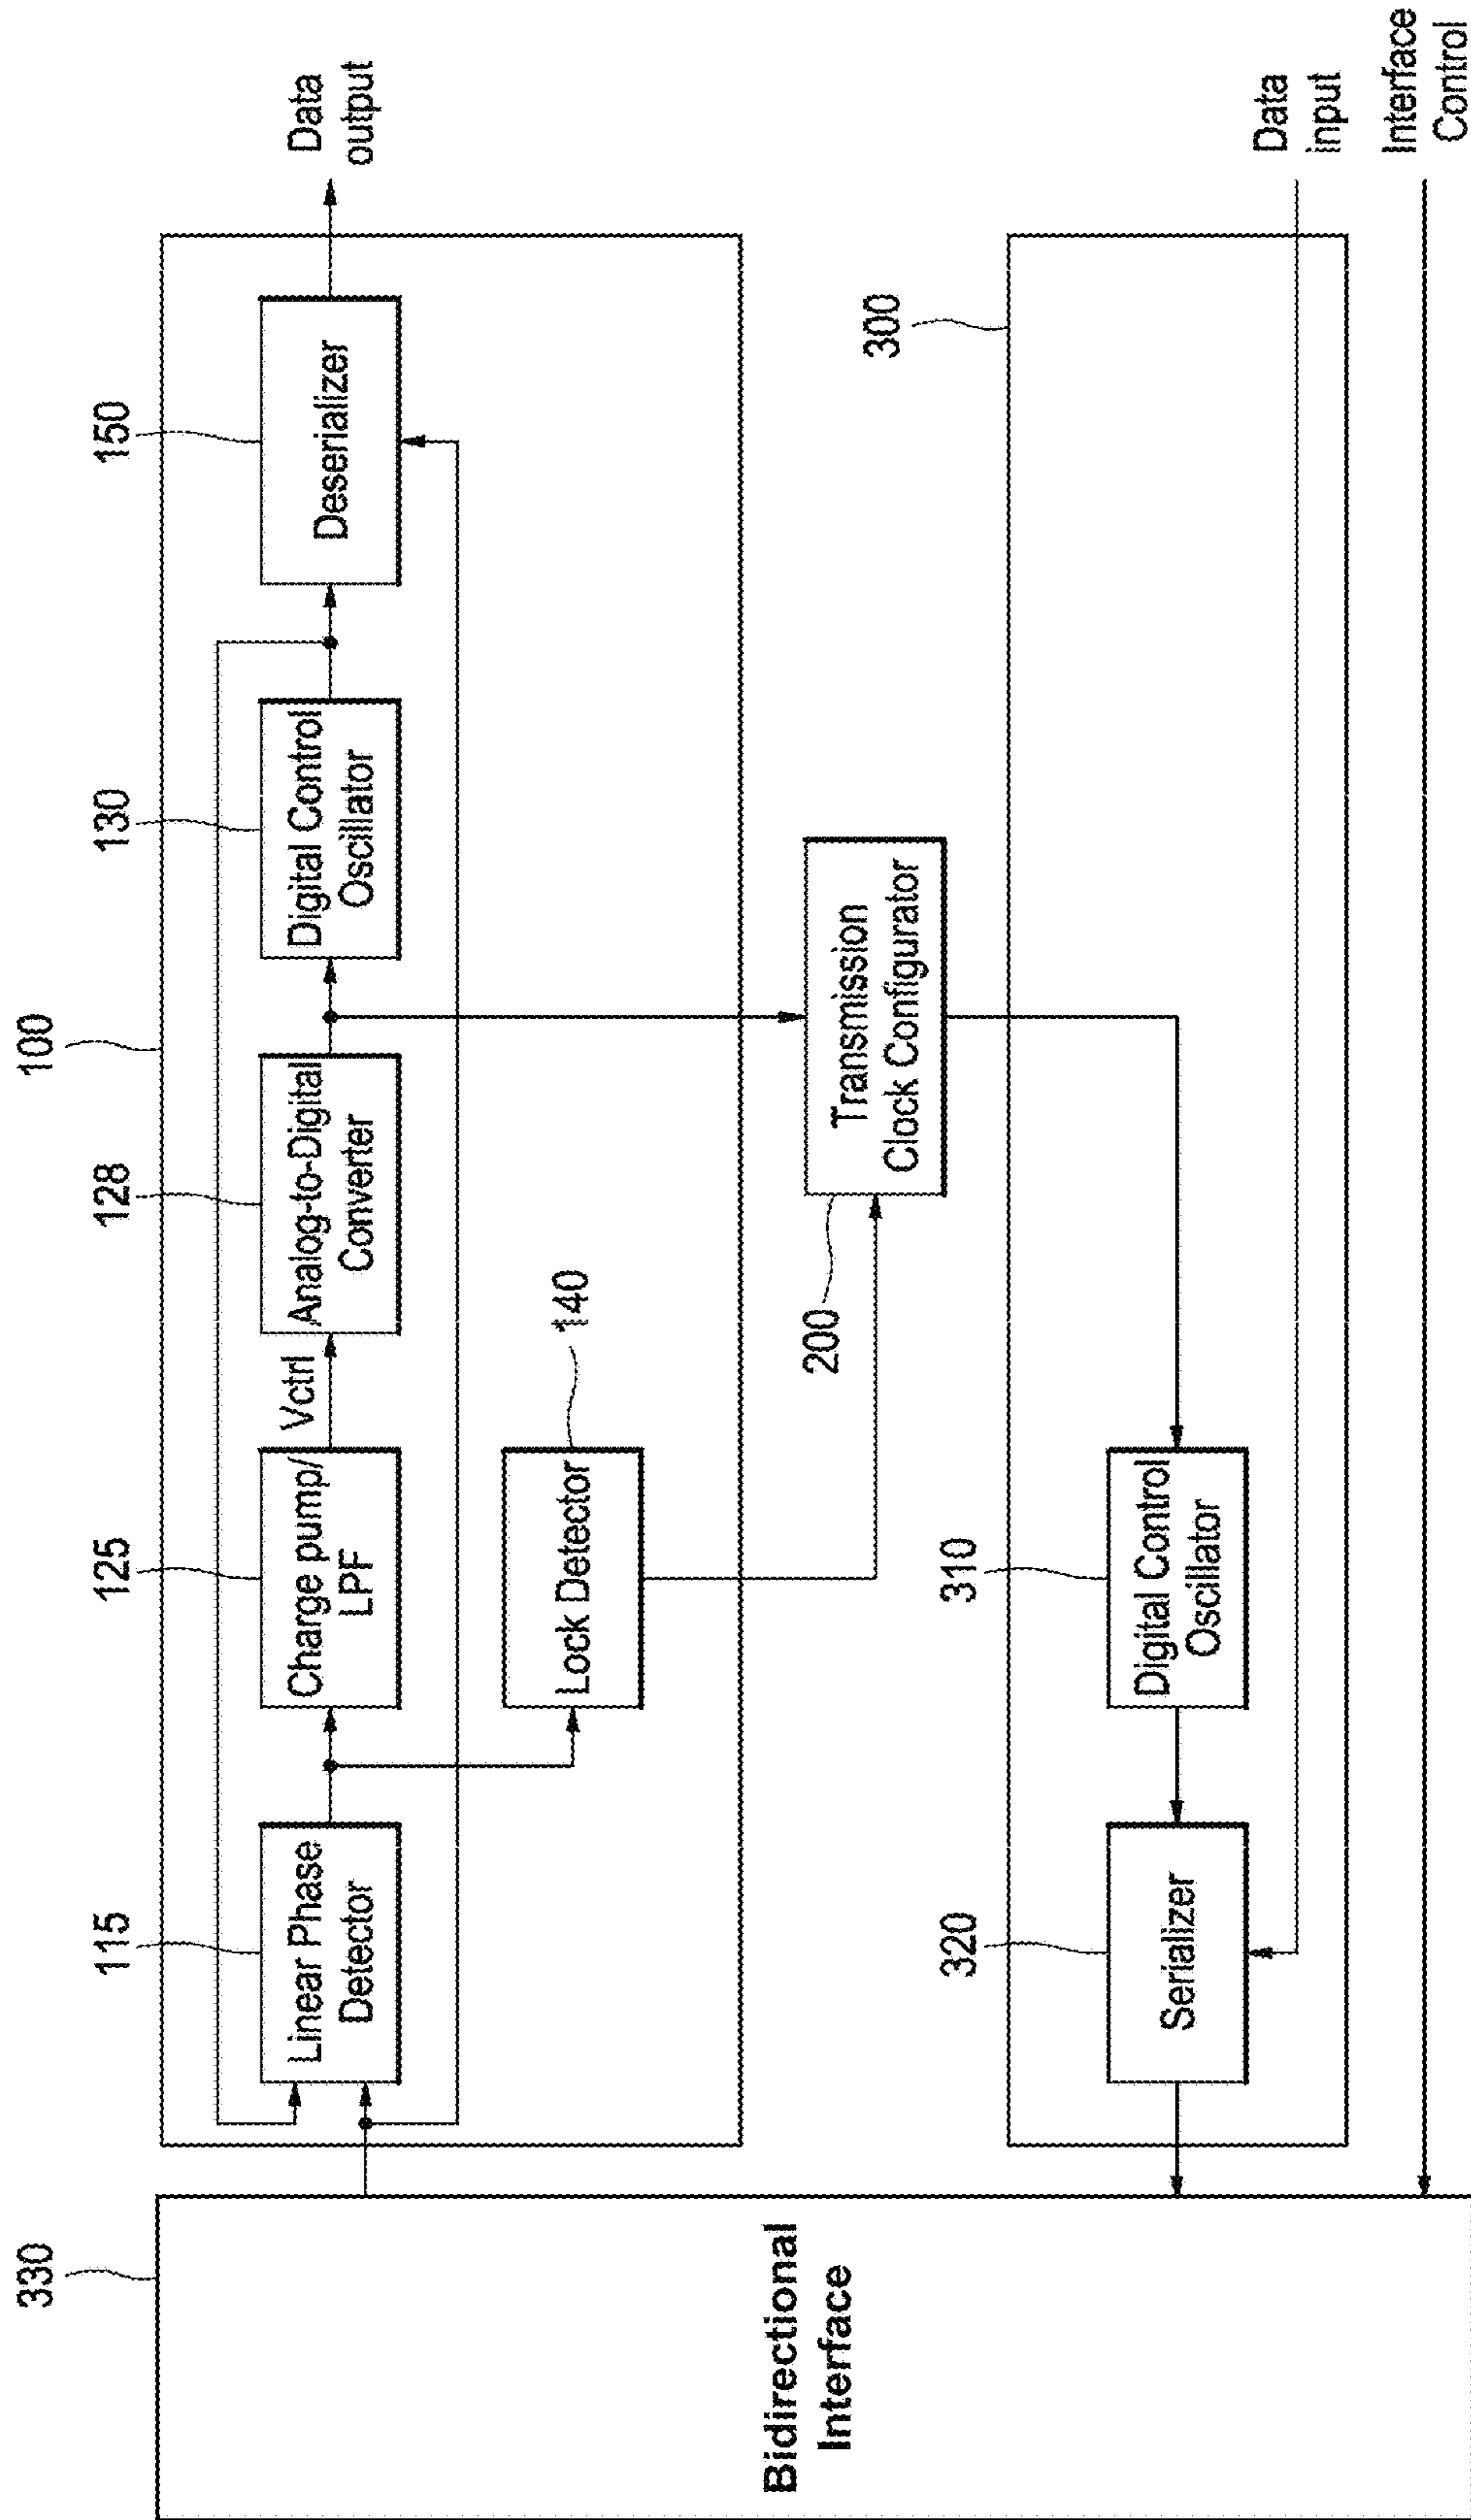 100
115
125
128
130
150
Linear Phase
Detector
Charge pump/
LPF
Vctrl
Analog-to-Digital
Converter
Digital Control
Oscillator
Deserializer
Data
output
Lock Detector
140
200
Transmission
Clock Configurator
300
320
310
Serializer
Digital Control
Oscillator
Data
input
Interface
Control
330
Bidirectional
Interface